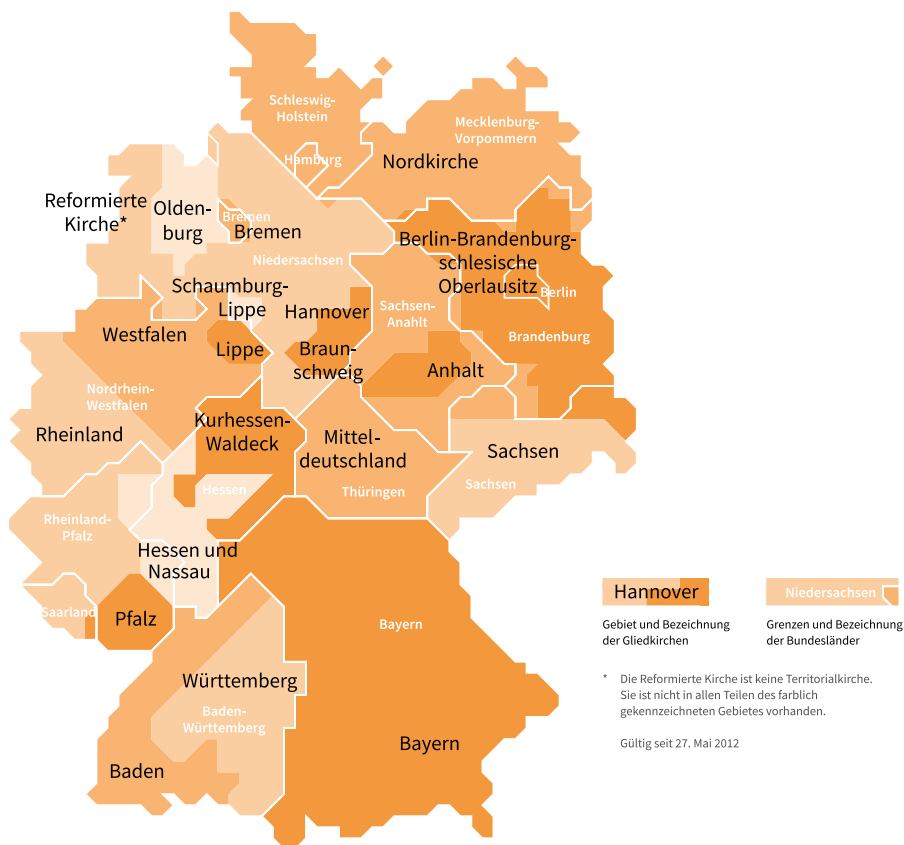 Schleswig-
Holstein
Mecklenburg-
Vorpommern
Hamburg
Nordkirche
Reformierte
Kirche*
Olden-
burg
Bremen
Bremen
Berlin-Brandenburg-
schlesische
Oberlausitz
Niedersachsen
Schaumburg-
Lippe
Hannover
Sachsen-
Anhalt
Berlin
Westfalen
Lippe
Braun-
schweig
Brandenburg
Anhalt
Nordrhein-
Westfalen
Rheinland
Kurhessen-
Waldeck
Mittel-
deutschland
Sachsen
Sachsen
Hessen
Thüringen
Rheinland-
Pfalz
Hessen und
Nassau
Saarland
Pfalz
Bayern
Württemberg
Baden-
Württemberg
Bayern
Baden
Hannover
Gebiet und Bezeichnung
der Gliedkirchen
Niedersachsen
Grenzen und Bezeichnung
der Bundesländer
* Die Reformierte Kirche ist keine Territorialkirche.
Sie ist nicht in allen Teilen des farblich
gekennzeichneten Gebietes vorhanden.
Gültig seit 27. Mai 2012